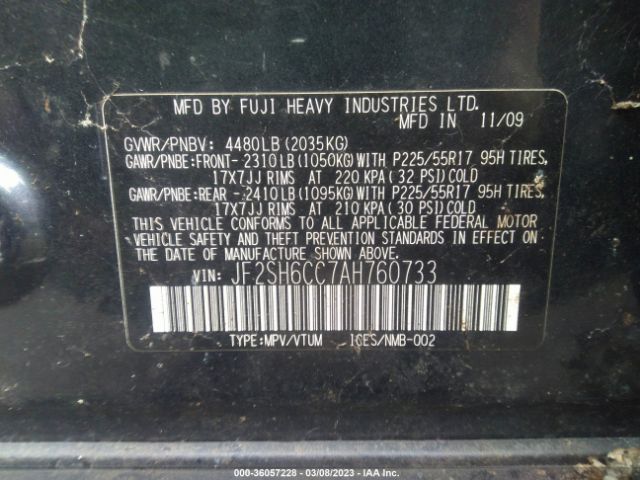 MFD BY FUJI HEAVY INDUSTRIES LTD.
MFD IN 11/09
GVWR/PNBV: 4480LB (2035KG)
GAWR/PNBE:FRONT- 2310LB(1050KG)WITH P225/55R17 95H TIRES,
17X7JJ RIMS AT 220 KPA(32 PSI)COLD
GAWR/PNBE:REAR -2410LB(1095KG)WITH P225/55R17 95H TIRES,
17X7JJ RIMS AT 210 KPA(30 PSI)COLD
THIS VEHICLE CONFORMS TO ALL APPLICABLE FEDERAL MOTOR
VEHICLE SAFETY AND THEFT PREVENTION STANDARDS IN EFFECT ON
THE DATE OF MANUFACTURE SHOWN ABOVE.
VIN: JF2SH6CC7AH760733
TYPE:MPV/VTUM ICES/NMB-002
000-36057228 - 03/08/2023 - IAA Inc.